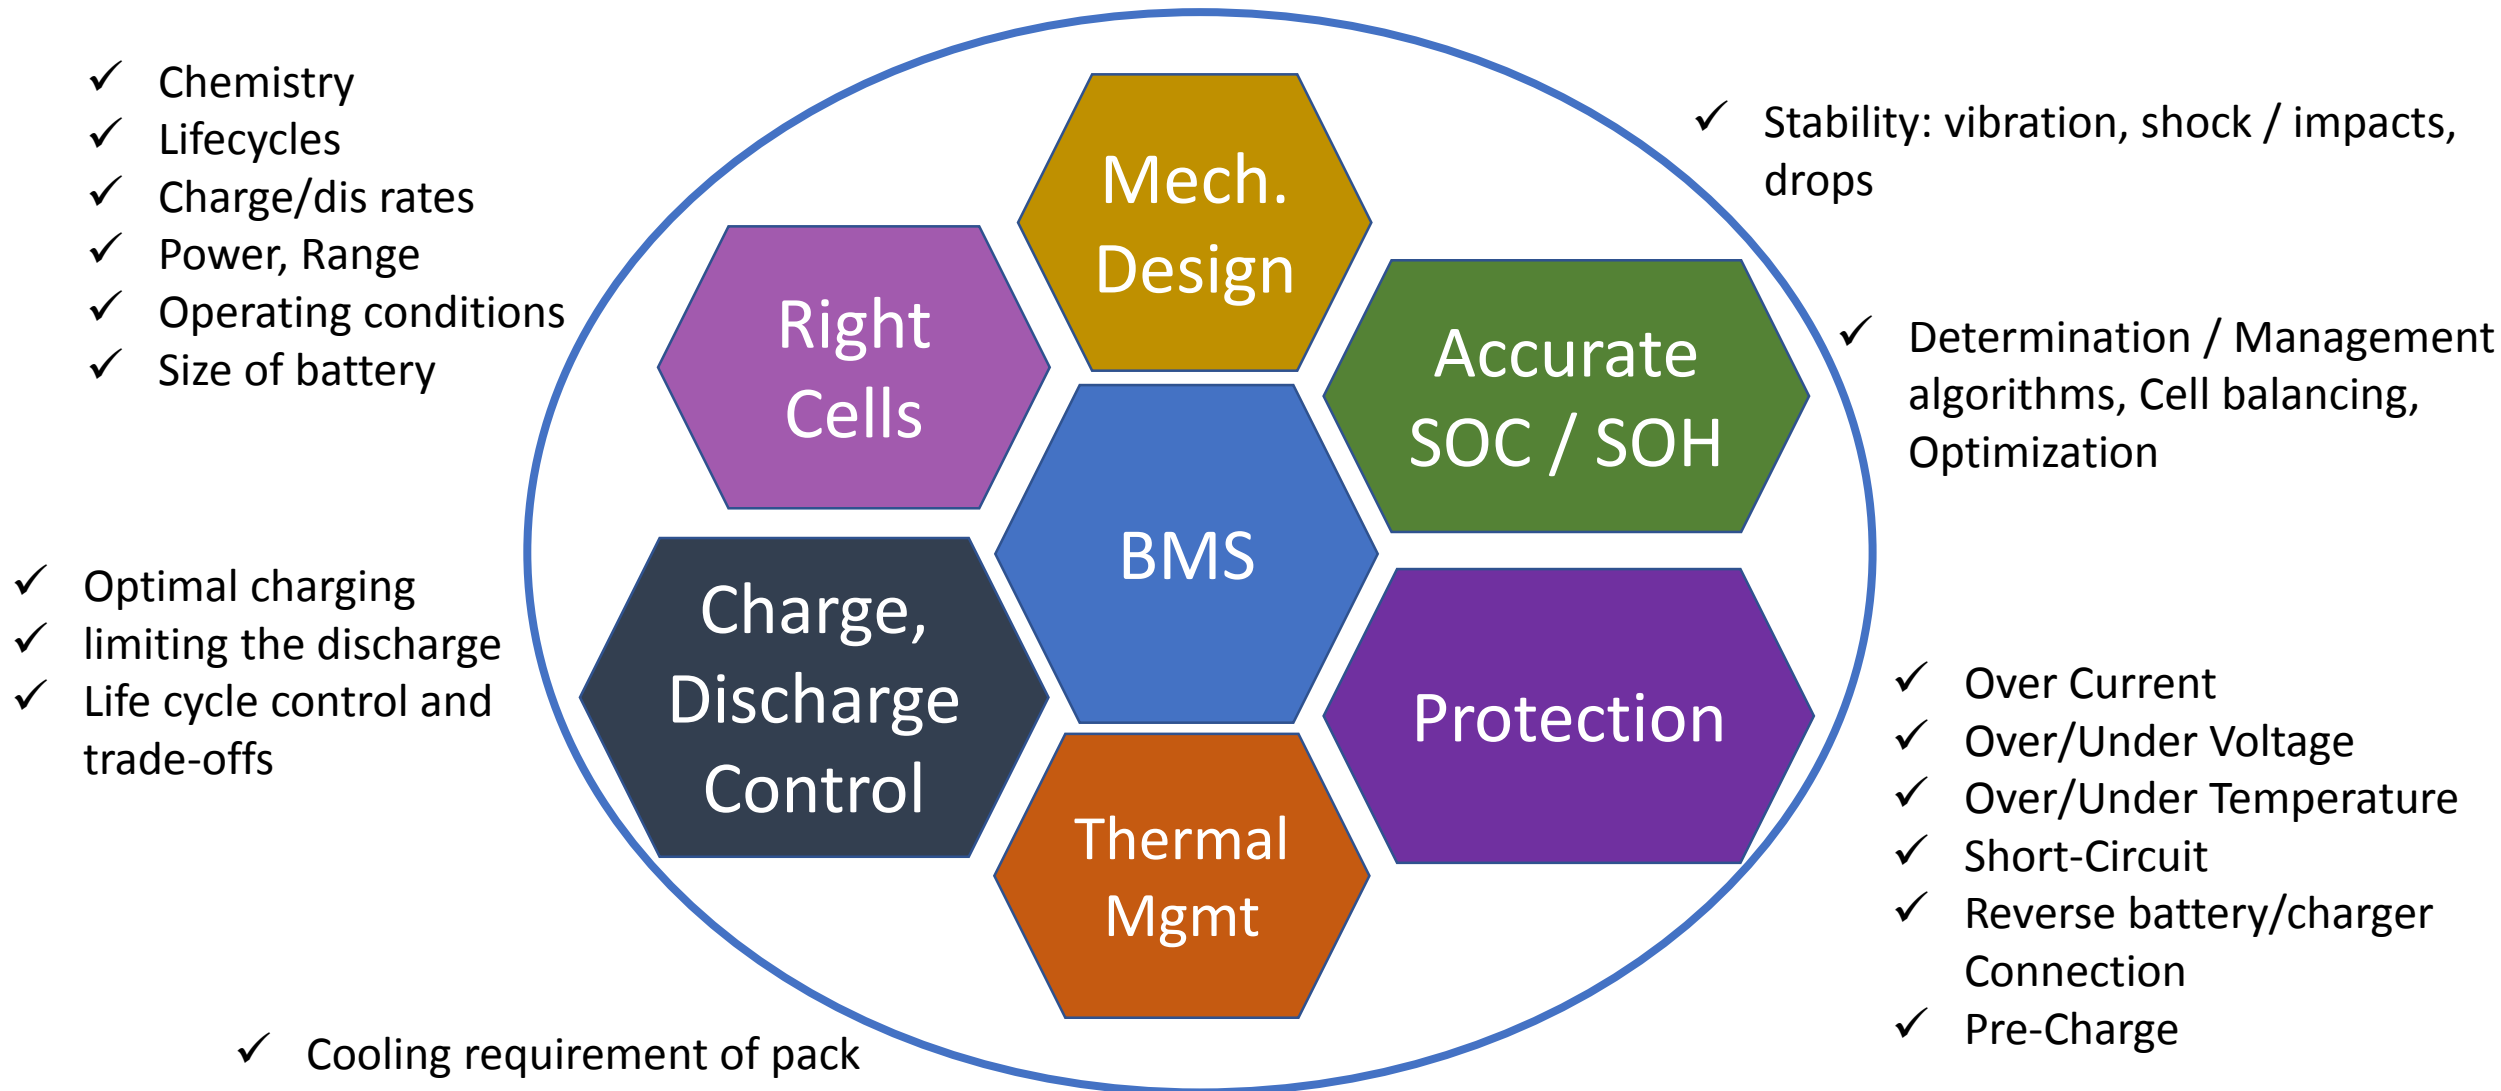 ✓ Chemistry
✓ Lifecycles
✓ Charge/dis rates
✓ Power, Range
✓ Operating conditions
✓ Size of battery
✓ Optimal charging
✓ limiting the discharge
✓ Life cycle control and
trade-offs
✓ Cooling requirement of pack
Mech.
Design
Right
Cells
Accurate
SOC / SOH
BMS
Charge,
Discharge
Control
Protection
Thermal
Mgmt
✓ Stability: vibration, shock / impacts,
drops
✓ Determination / Management
algorithms, Cell balancing,
Optimization
✓ Over Current
✓ Over/Under Voltage
✓ Over/Under Temperature
✓ Short-Circuit
✓ Reverse battery/charger
Connection
✓ Pre-Charge